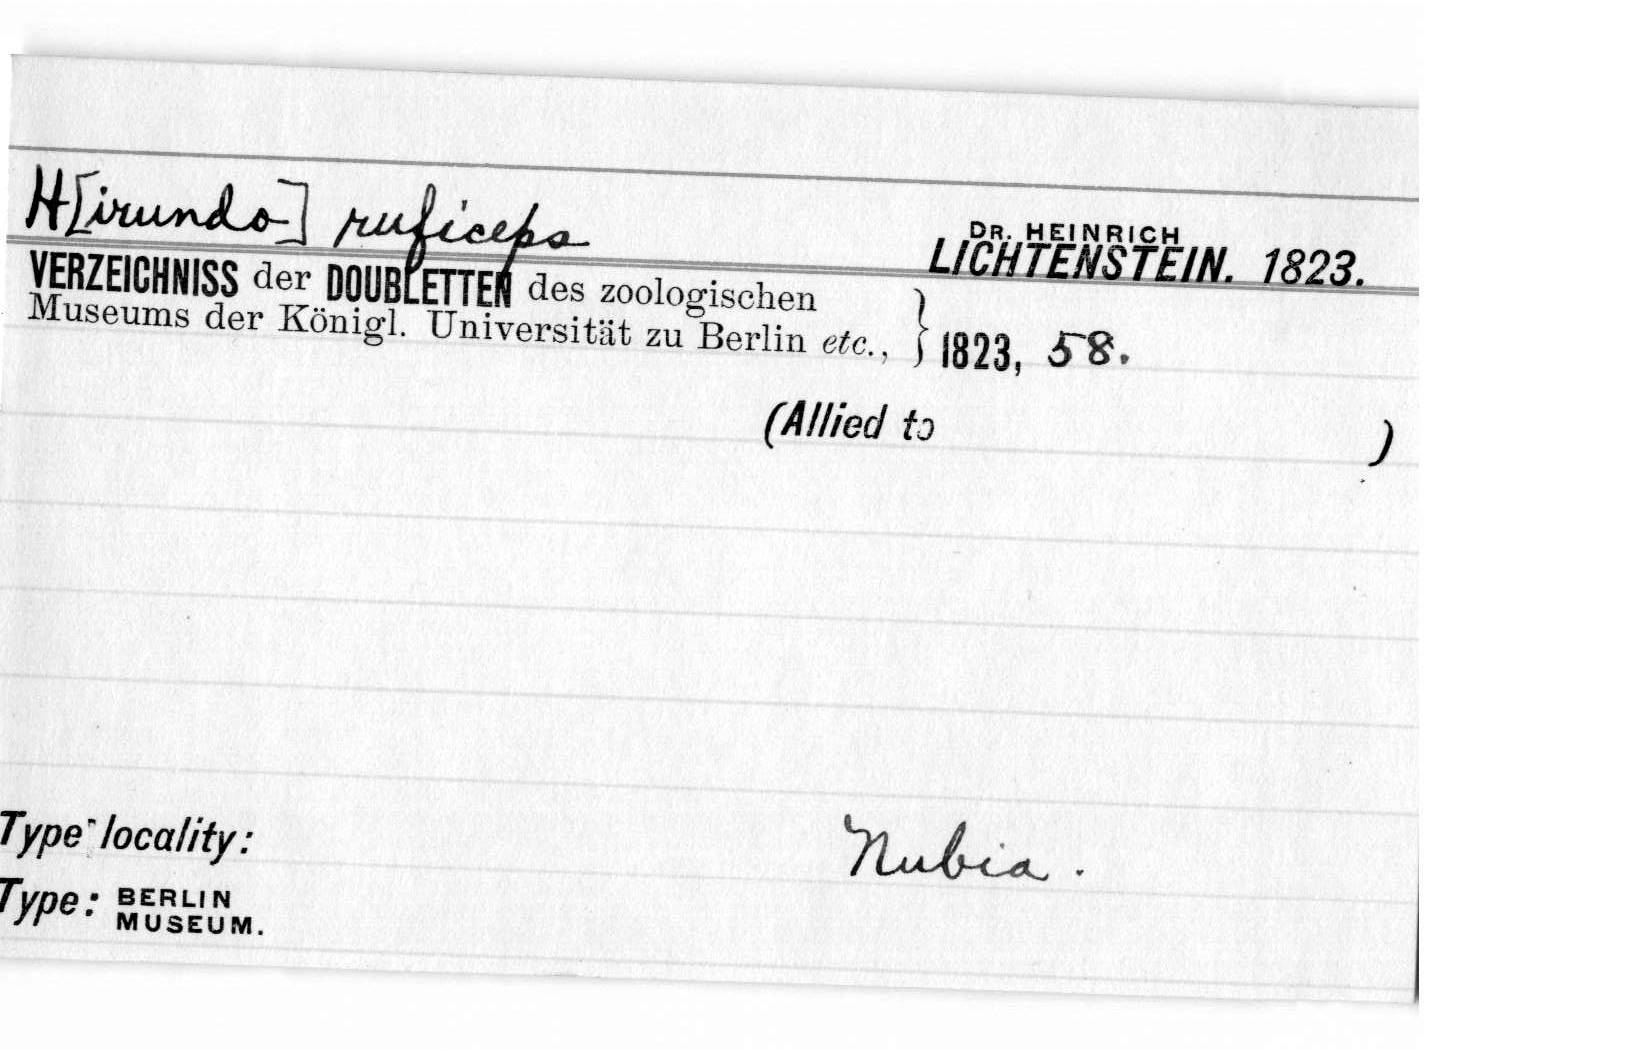 H[irundo] ruficeps
DR. HEINRICH
LICHTENSTEIN. 1823.
VERZEICHNISS der DOUBLETTEN des zoologischen
Museums der Königl. Universität zu Berlin etc., } 1823, 58.
(Allied to )
Type locality: Nubia.
Type: BERLIN
MUSEUM.